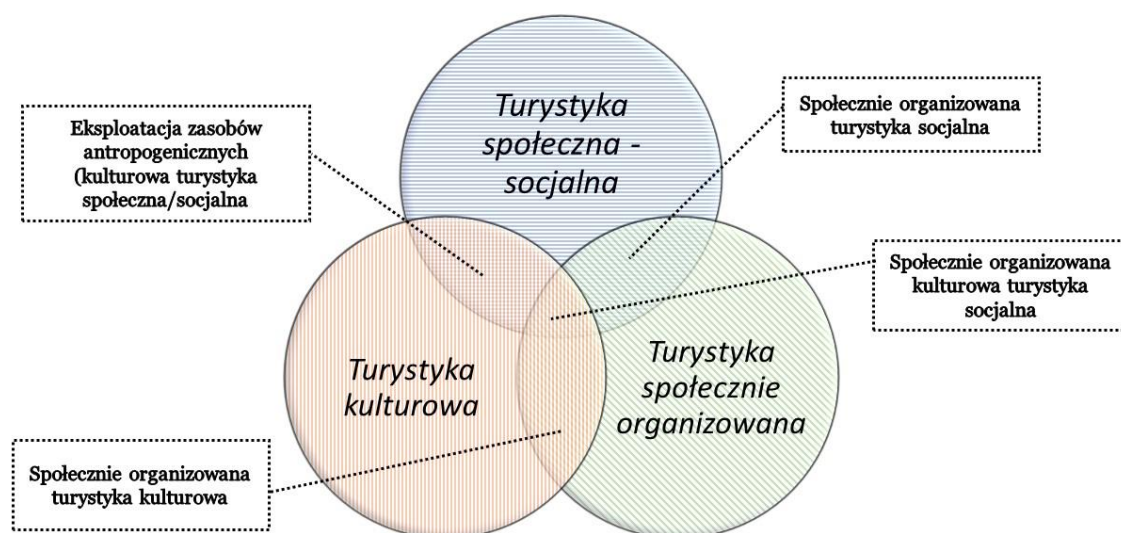 Turystyka
społeczna -
socjalna
Społecznie organizowana
turystyka socjalna
Eksploatacja zasobów
antropogenicznych
(kulturowa turystyka
społeczna/socjalna
Społecznie organizowana
kulturowa turystyka
socjalna
Turystyka
kulturowa
Turystyka
społecznie
organizowana
Społecznie organizowana
turystyka kulturowa